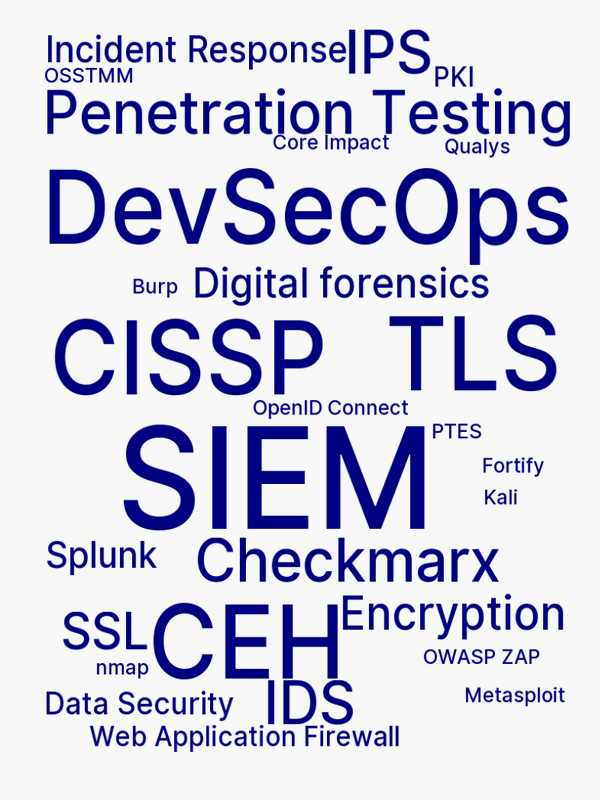 Incident Response
IPS
OSSTMM
PKI
Penetration Testing
Core Impact
Qualys
DevSecOps
Burp
Digital forensics
CISSP
TLS
OpenID Connect
SIEM
PTES
Fortify
Kali
Splunk
Checkmarx
SSL
CEH
Encryption
nmap
OWASP ZAP
Data Security
IDS
Metasploit
Web Application Firewall